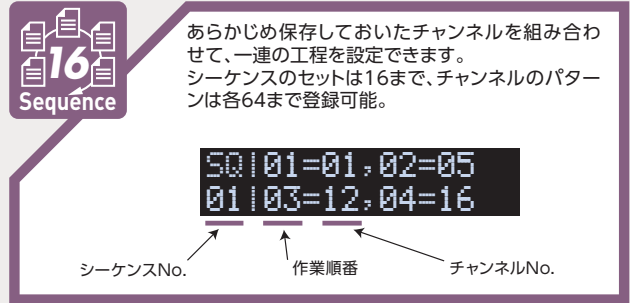 16
Sequence
あらかじめ保存しておいたチャンネルを組み合わ
せて、一連の工程を設定できます。
シーケンスのセットは16まで、チャンネルのパター
ンは各64まで登録可能。
SQ|01=01,02=05
01|03=12,04=16
シーケンスNo.
作業順番
チャンネルNo.